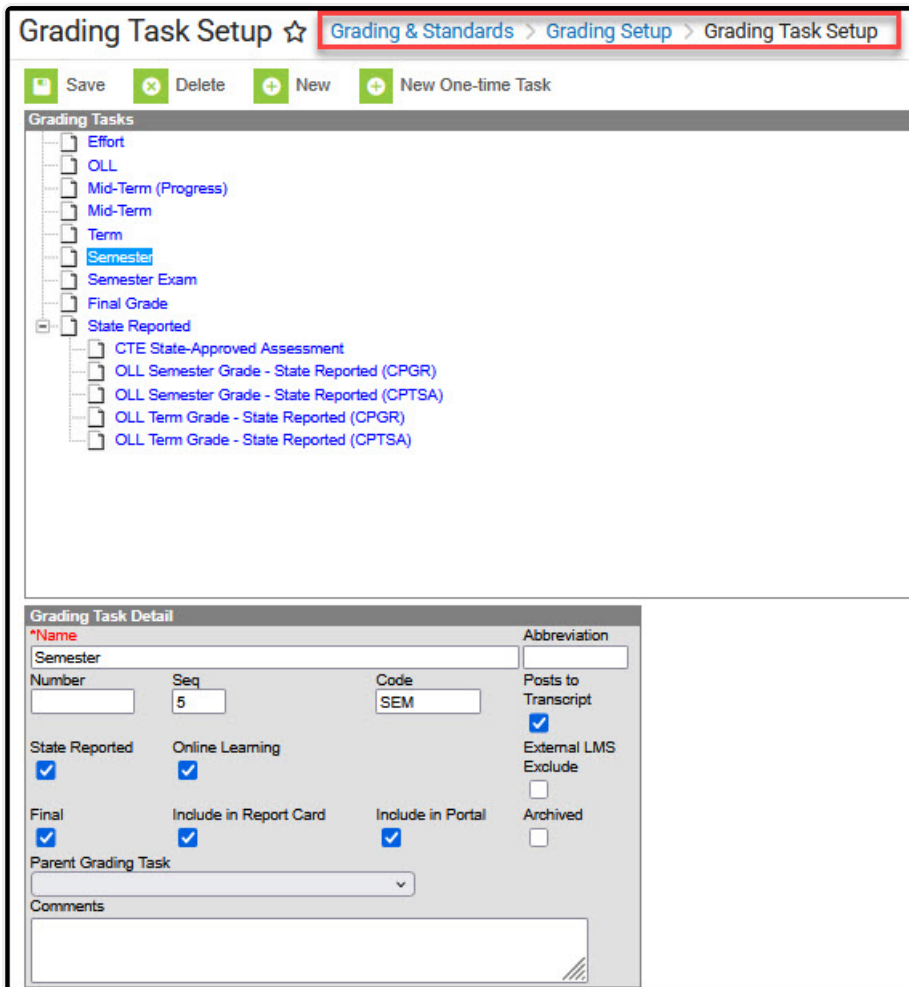 Grading Task Setup Grading & Standards > Grading Setup > Grading Task Setup
Save Delete New New One-time Task
Grading Tasks
Effort
OLL
Mid-Term (Progress)
Mid-Term
Term
Semester
Semester Exam
Final Grade
State Reported
CTE State-Approved Assessment
OLL Semester Grade - State Reported (CPGR)
OLL Semester Grade - State Reported (CPTSA)
OLL Term Grade - State Reported (CPGR)
OLL Term Grade - State Reported (CPTSA)
Grading Task Detail
*Name Abbreviation
Semester
Number Seq Code Posts to
Transcript
5 SEM
State Reported Online Learning External LMS
Exclude
Final Include in Report Card Include in Portal Archived
Parent Grading Task
Comments